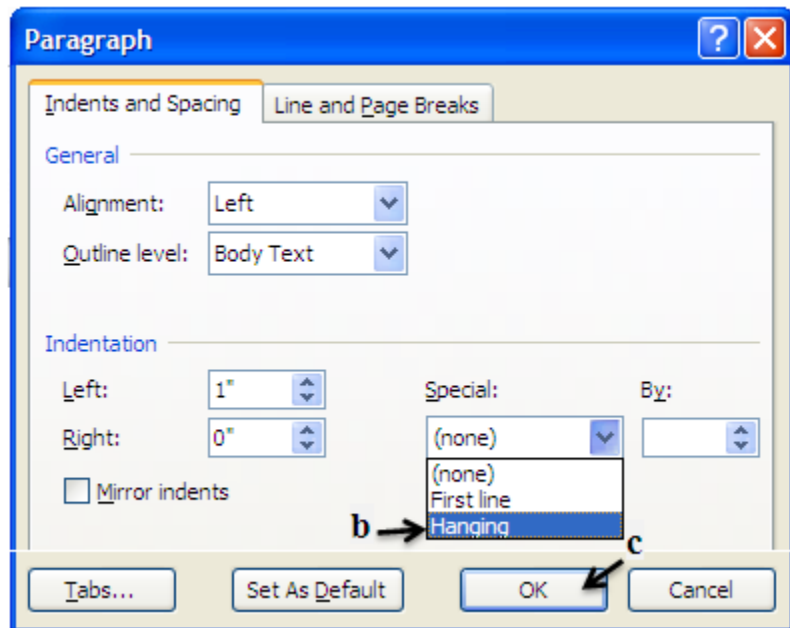 Paragraph
Indents and Spacing Line and Page Breaks
General
Alignment: Left
Outline level: Body Text
Indentation
Left: 1" Special: By:
Right: 0" (none)
(none)
Mirror indents First line
b Hanging
c
Tabs... Set As Default OK Cancel